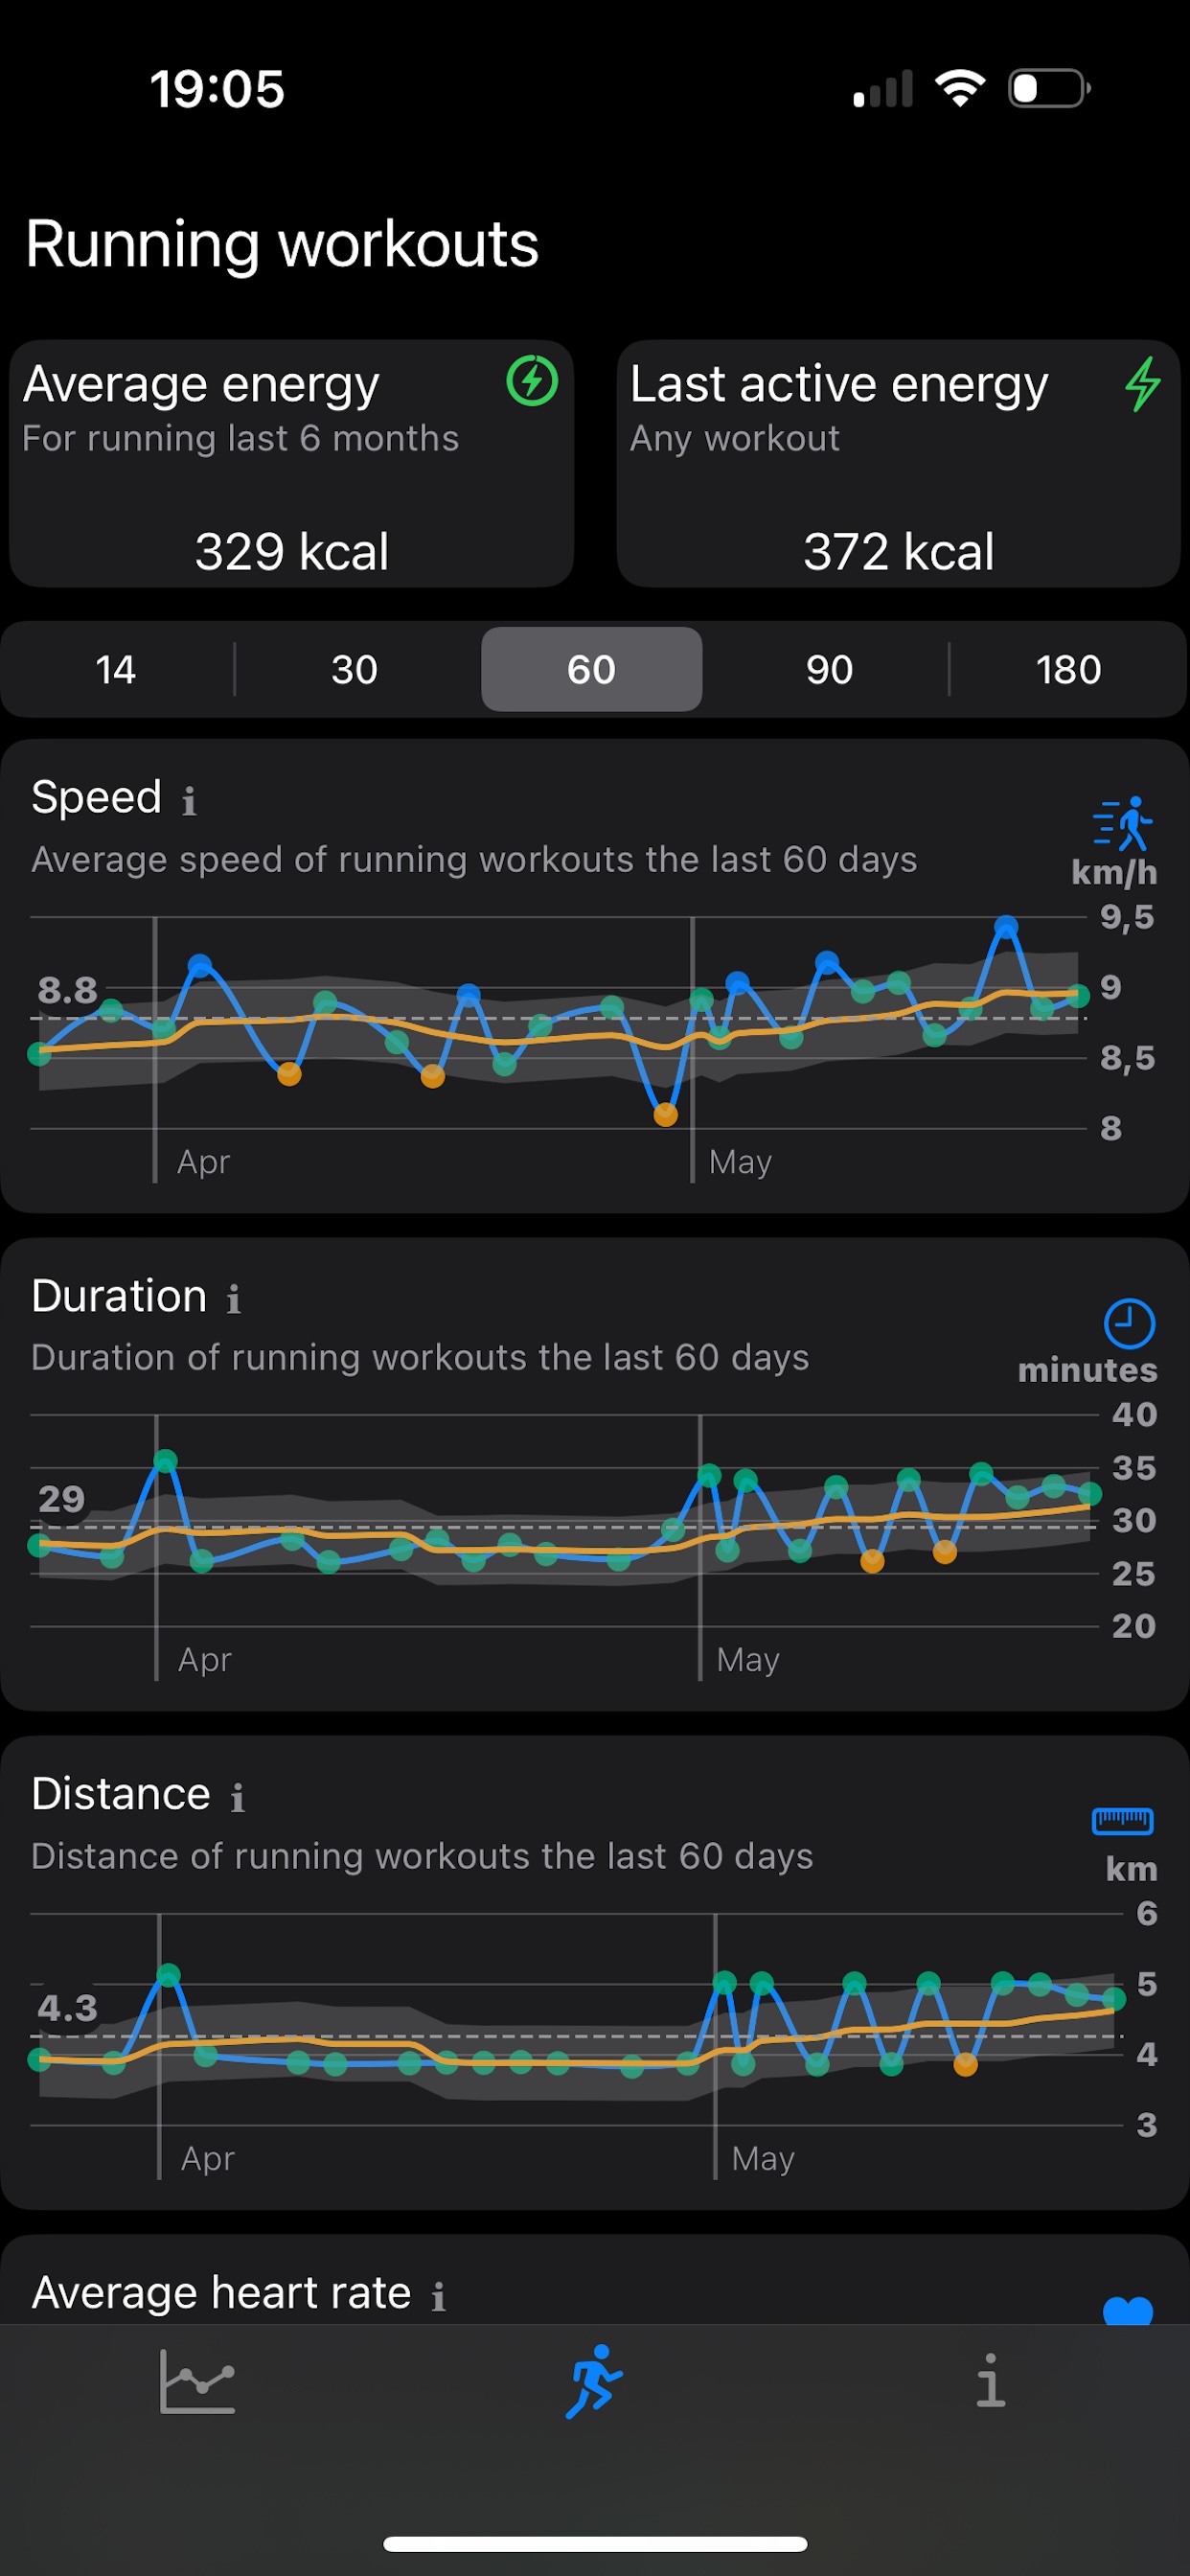 19:05
Running workouts
Average energy
For running last 6 months
329 kcal
Last active energy
Any workout
372 kcal
14 30 60 90 180
Speed i
Average speed of running workouts the last 60 days
km/h
9,5
8.8
9
8,5
8
Apr May
Duration i
Duration of running workouts the last 60 days
minutes
40
35
29
30
25
20
Apr May
Distance i
Distance of running workouts the last 60 days
km
6
5
4.3
4
3
Apr May
Average heart rate i